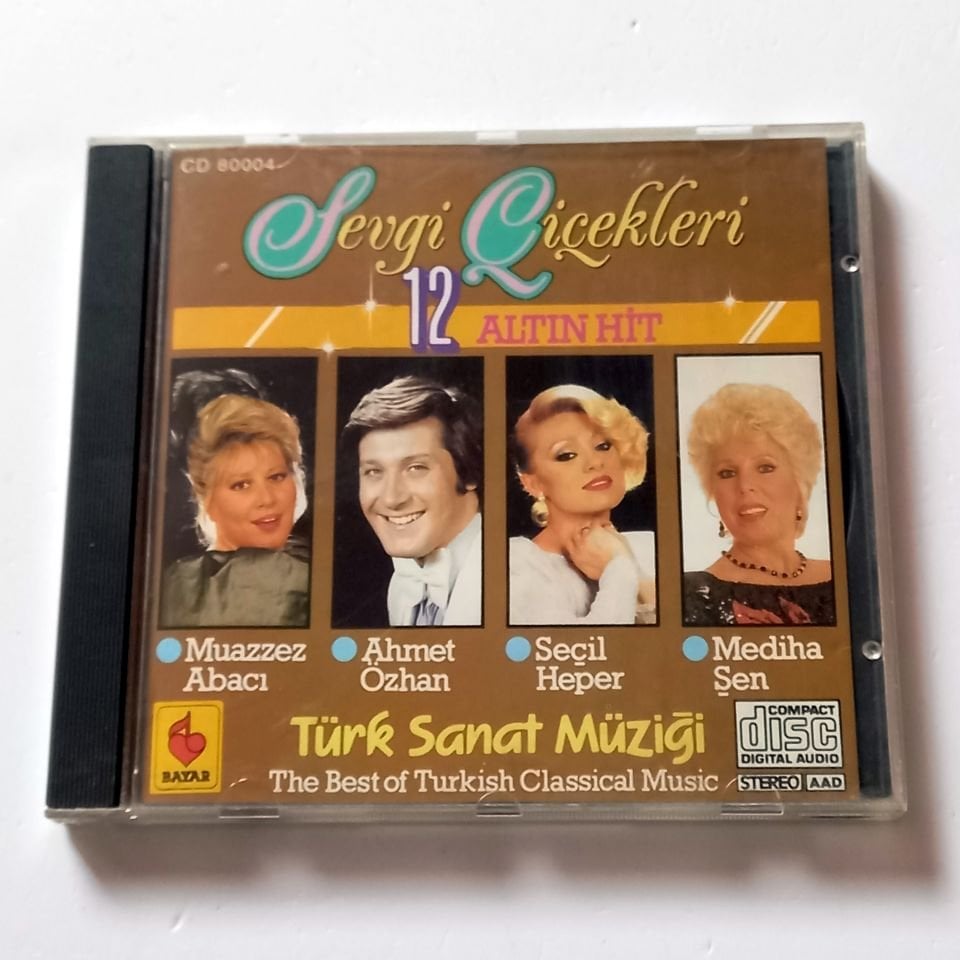 CD 80004
Sevgi Çiçekleri
12 ALTIN HİT
Muazzez Abacı
Ahmet Özhan
Seçil Heper
Mediha Şen
BAYAR
Türk Sanat Müziği
The Best of Turkish Classical Music
COMPACT
disc
DIGITAL AUDIO
STEREO AAD